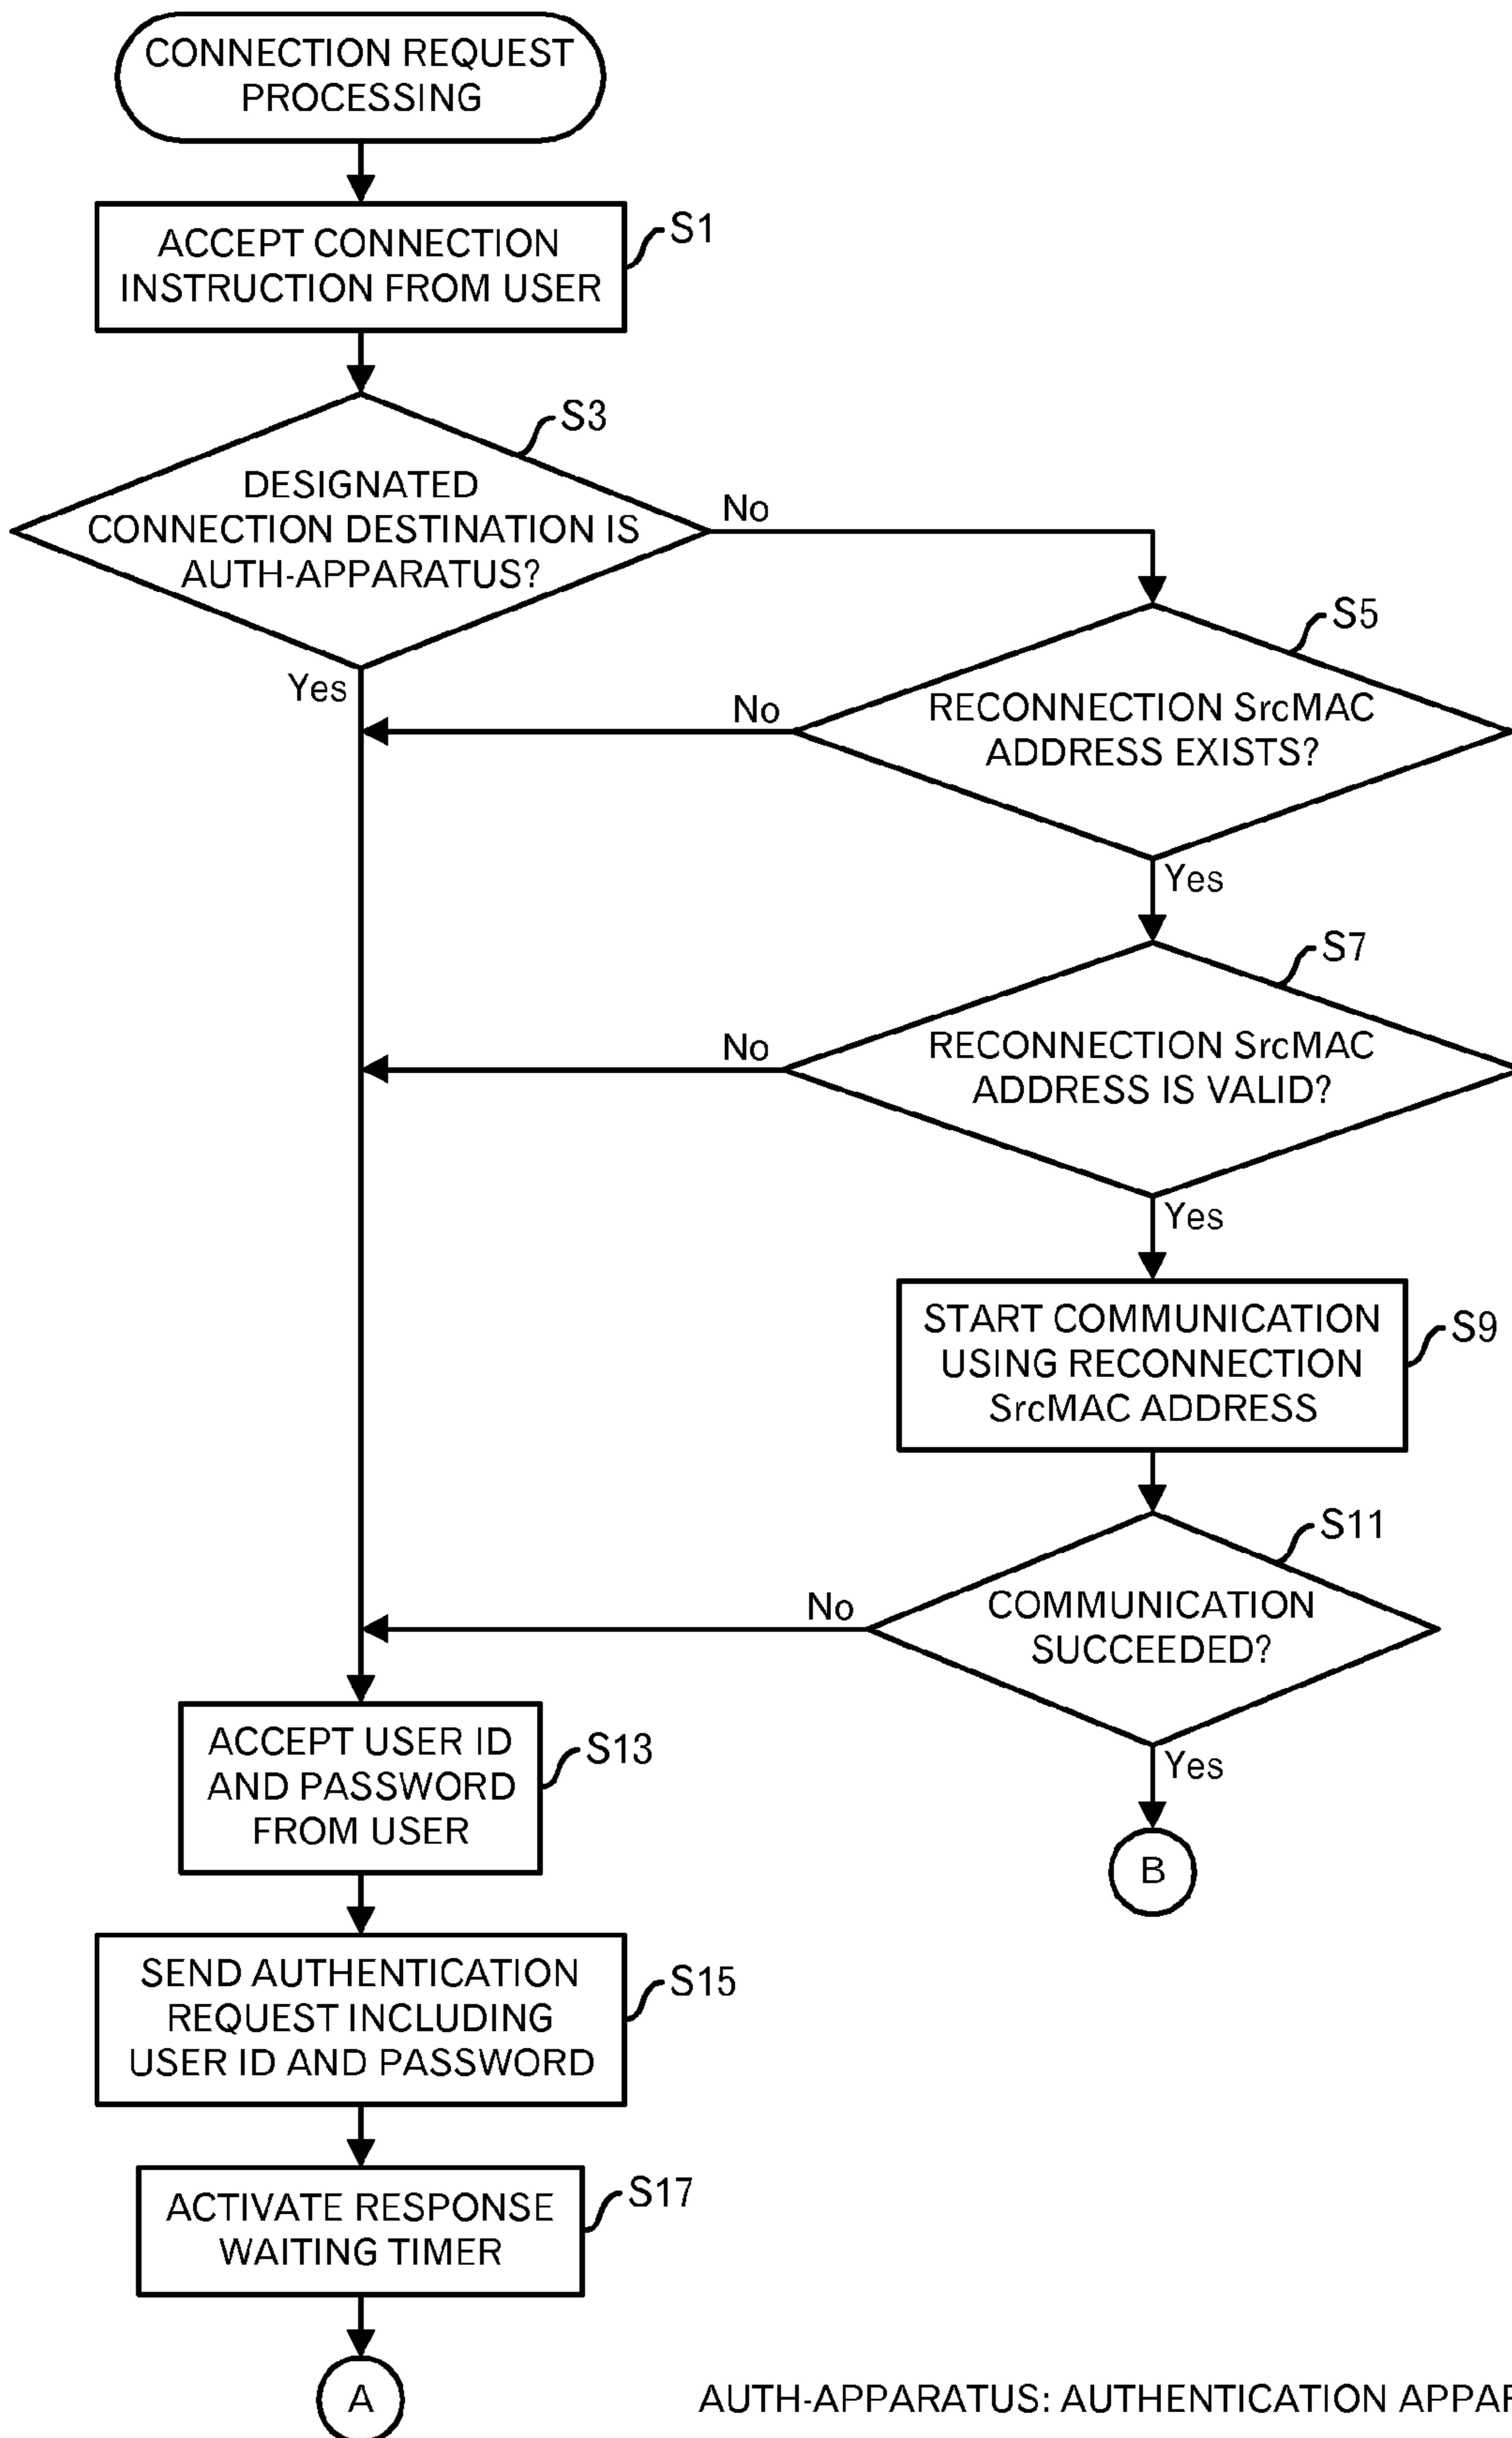 CONNECTION REQUEST
PROCESSING
ACCEPT CONNECTION
INSTRUCTION FROM USER
S1
S3
DESIGNATED
CONNECTION DESTINATION IS
AUTH-APPARATUS?
No
Yes
S5
RECONNECTION SrcMAC
ADDRESS EXISTS?
No
Yes
S7
RECONNECTION SrcMAC
ADDRESS IS VALID?
No
Yes
START COMMUNICATION
USING RECONNECTION
SrcMAC ADDRESS
S9
S11
COMMUNICATION
SUCCEEDED?
No
Yes
B
ACCEPT USER ID
AND PASSWORD
FROM USER
S13
SEND AUTHENTICATION
REQUEST INCLUDING
USER ID AND PASSWORD
S15
ACTIVATE RESPONSE
WAITING TIMER
S17
A
AUTH-APPARATUS: AUTHENTICATION